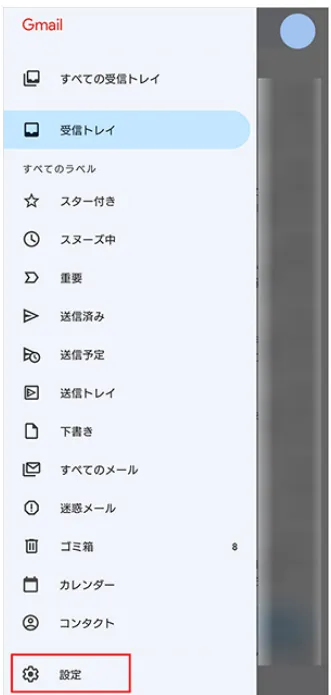 Gmail
すべての受信トレイ
受信トレイ
すべてのラベル
スター付き
スヌーズ中
重要
送信済み
送信予定
送信トレイ
下書き
すべてのメール
迷惑メール
ゴミ箱 8
カレンダー
コンタクト
設定